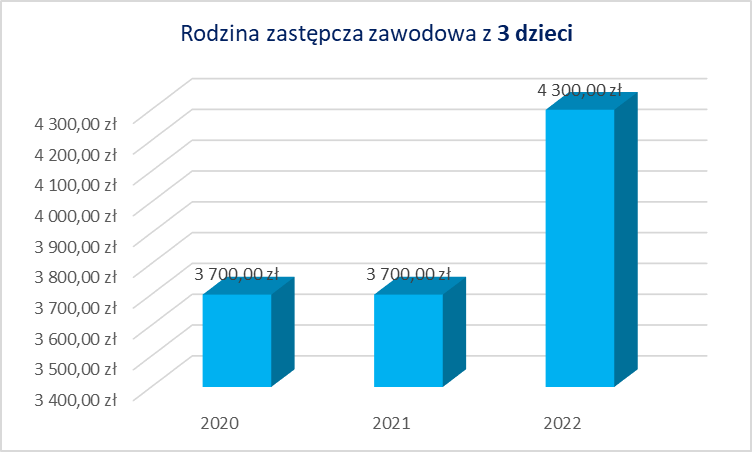 Rodzina zastępcza zawodowa z 3 dzieci
4 300,00 zł
4 300,00 zł
4 200,00 zł
4 100,00 zł
4 000,00 zł
3 900,00 zł
3 800,00 zł
3 700,00 zł 3 700,00 zł
3 700,00 zł
3 600,00 zł
3 500,00 zł
3 400,00 zł
2020 2021 2022